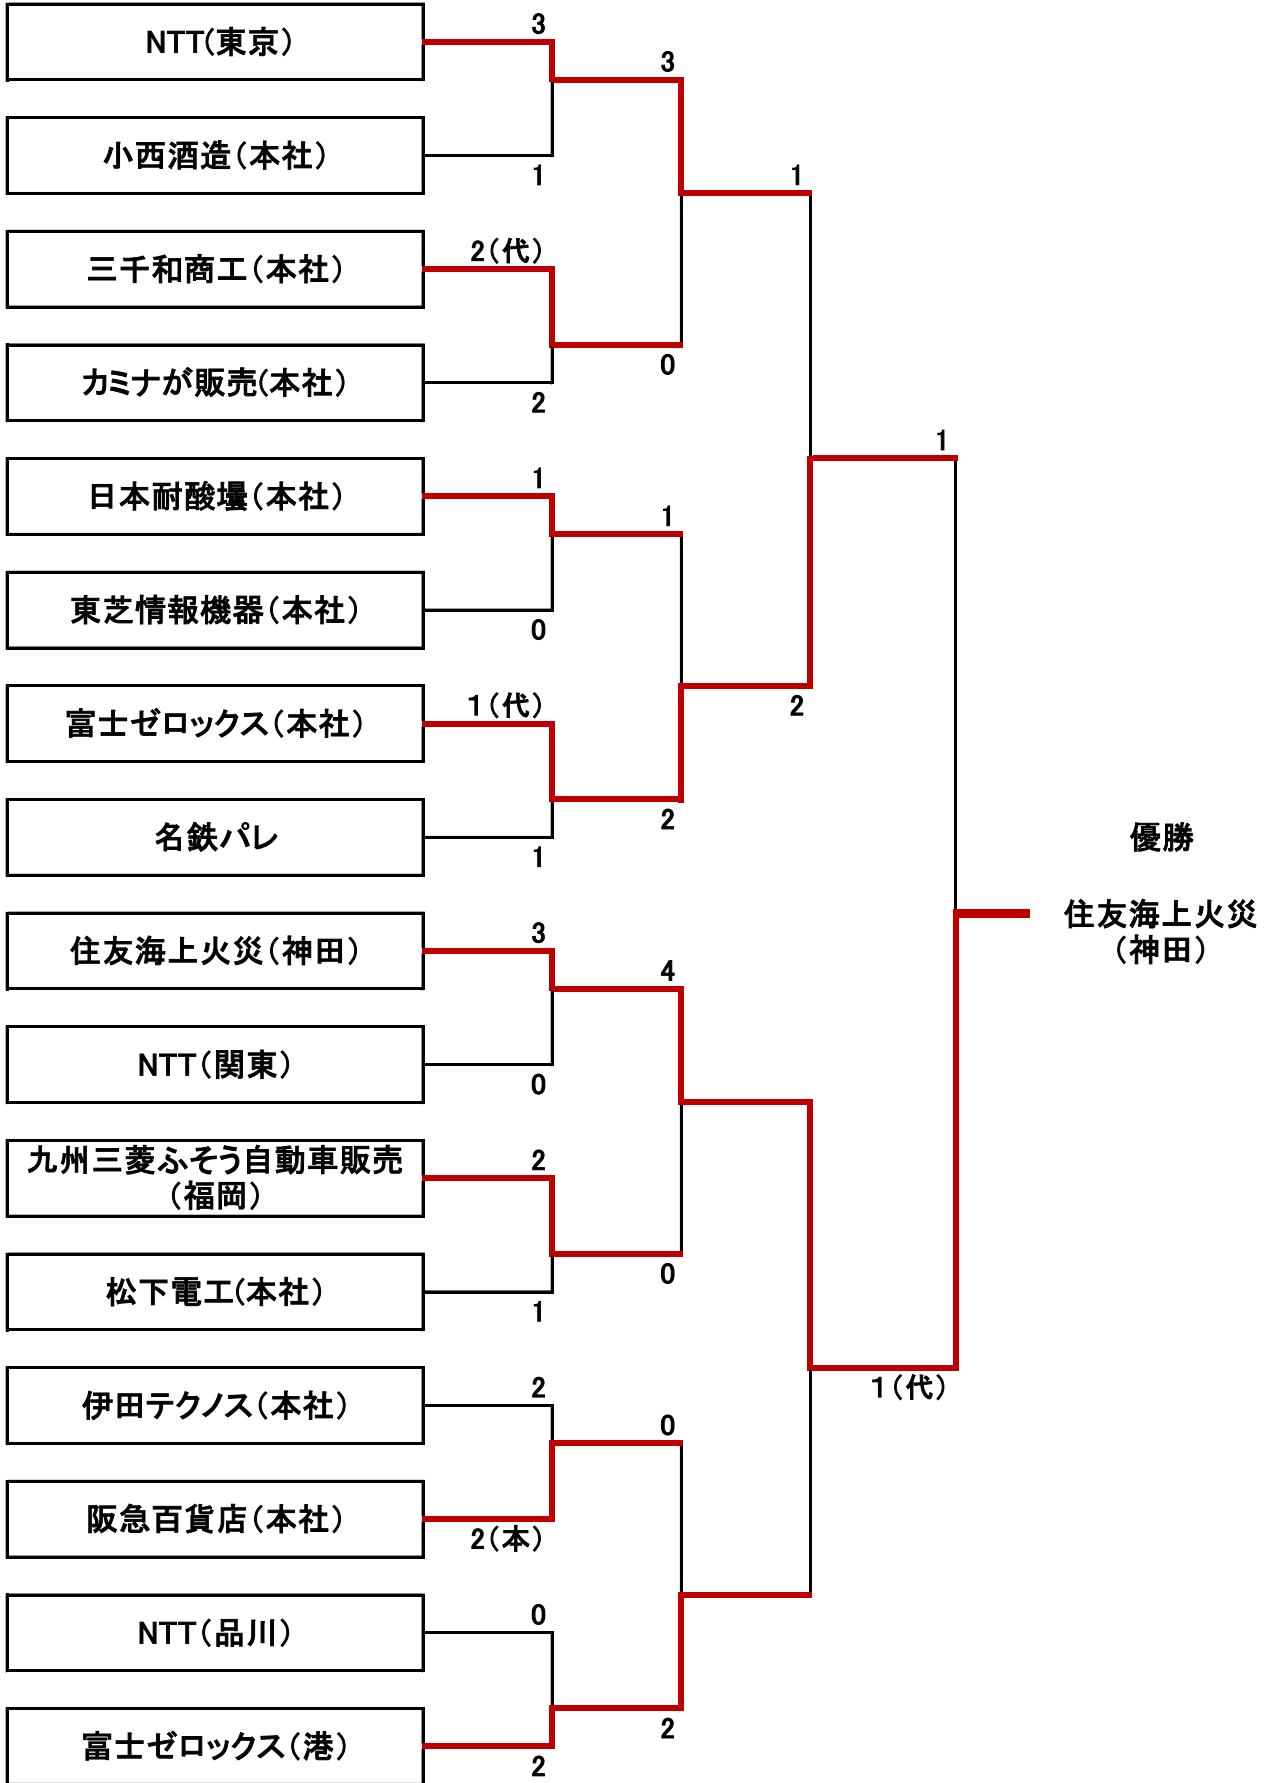 3
NTT(東京)
3
小西酒造(本社)
1
1
2(代)
三千和商工(本社)
0
カミナが販売(本社)
2
1
1
日本耐酸壜(本社)
1
東芝情報機器(本社)
0
1(代)
2
富士ゼロックス(本社)
2
名鉄パレ
1
優勝
住友海上火災
(神田)
3
住友海上火災(神田)
4
NTT(関東)
0
2
九州三菱ふそう自動車販売
(福岡)
0
松下電工(本社)
1
1(代)
2
伊田テクノス(本社)
0
阪急百貨店(本社)
2(本)
0
NTT(品川)
2
富士ゼロックス(港)
2